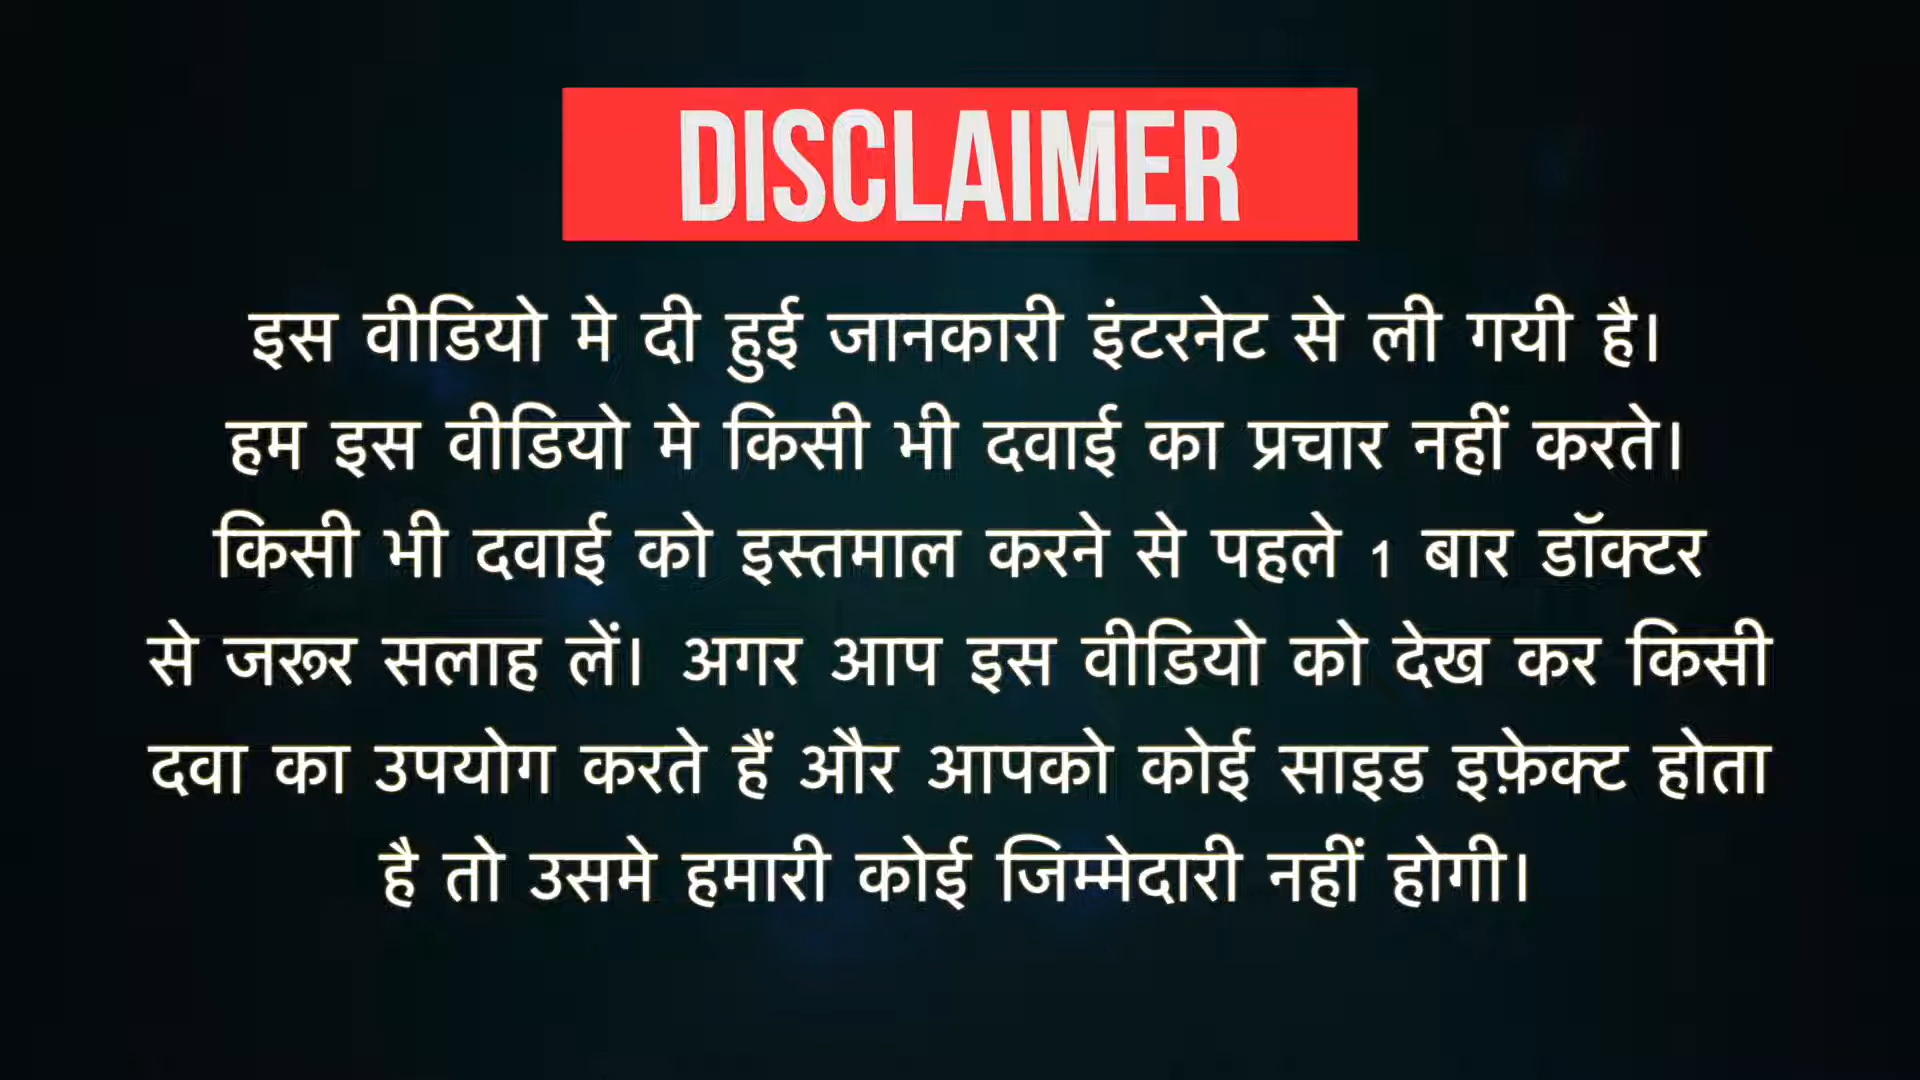 DISCLAIMER
इस वीडियो मे दी हुई जानकारी इंटरनेट से ली गयी है।
हम इस वीडियो मे किसी भी दवाई का प्रचार नहीं करते।
किसी भी दवाई को इस्तमाल करने से पहले 1 बार डॉक्टर
से जरूर सलाह लें। अगर आप इस वीडियो को देख कर किसी
दवा का उपयोग करते हैं और आपको कोई साइड इफ़ेक्ट होता
है तो उसमे हमारी कोई जिम्मेदारी नहीं होगी।